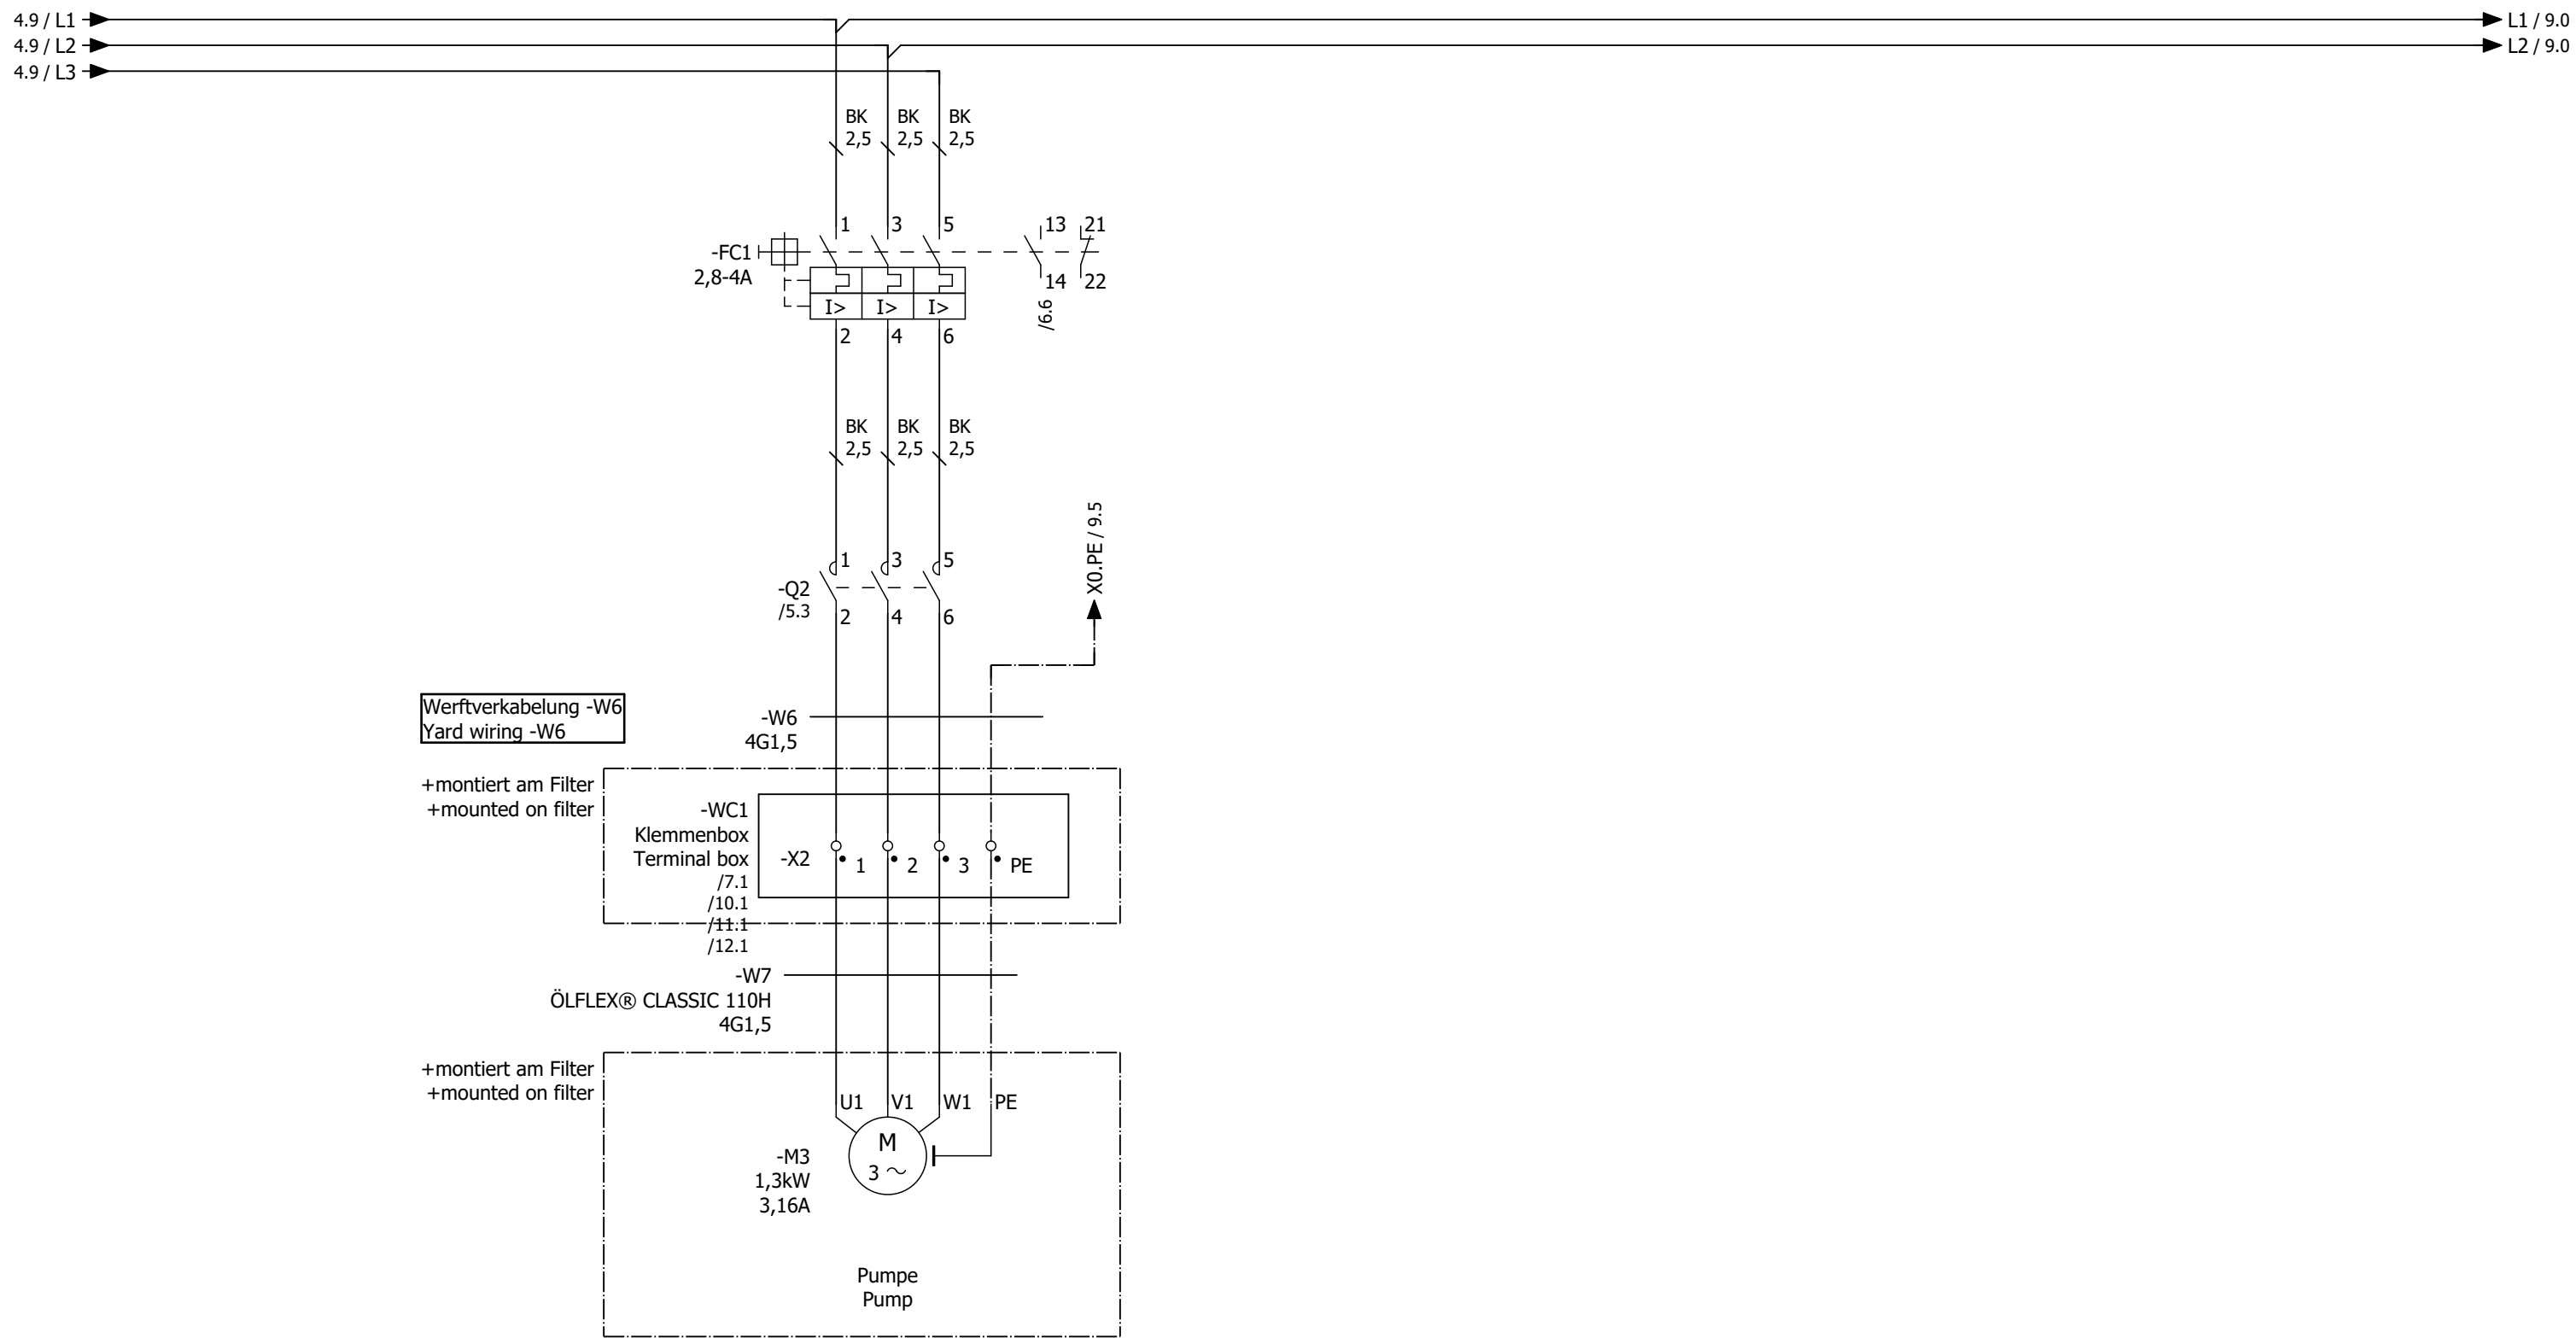 4.9 / L1
L1 / 9.0
4.9 / L2
L2 / 9.0
4.9 / L3
BK BK BK
2,5 2,5 2,5
1 3 5 13 21
-FC1
2,8-4A
14 22
I> I> I>
/6.6
2 4 6
BK BK BK
2,5 2,5 2,5
X0.PE / 9.5
1 3 5
-Q2
/5.3
2 4 6
Werftverkabelung -W6
Yard wiring -W6
-W6
4G1,5
+montiert am Filter
+mounted on filter
-WC1
Klemmenbox
Terminal box
/7.1
/10.1
/11.1
/12.1
-X2 1 2 3 PE
-W7
ÖLFLEX® CLASSIC 110H
4G1,5
+montiert am Filter
+mounted on filter
U1 V1 W1 PE
M
3 ~
-M3
1,3kW
3,16A
Pumpe
Pump